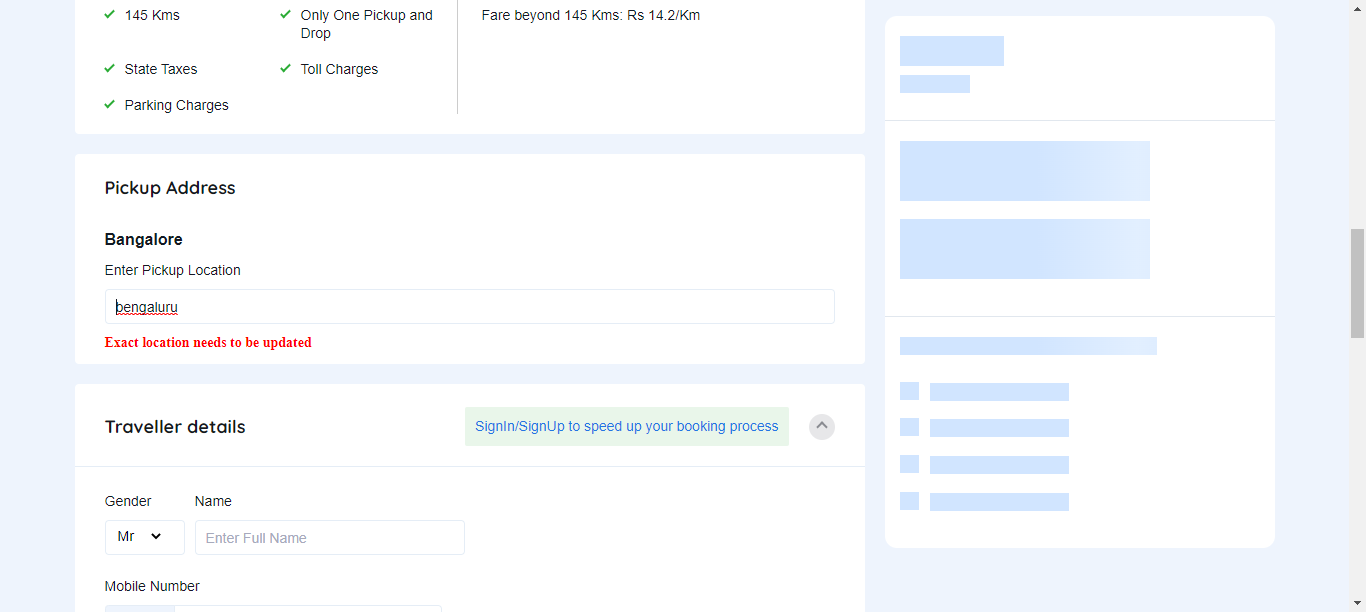 145 Kms
Only One Pickup and
Drop
Fare beyond 145 Kms: Rs 14.2/Km
State Taxes
Toll Charges
Parking Charges
Pickup Address
Bangalore
Enter Pickup Location
bengaluru
Exact location needs to be updated
Traveller details
SignIn/SignUp to speed up your booking process
Gender
Name
Mr
Enter Full Name
Mobile Number